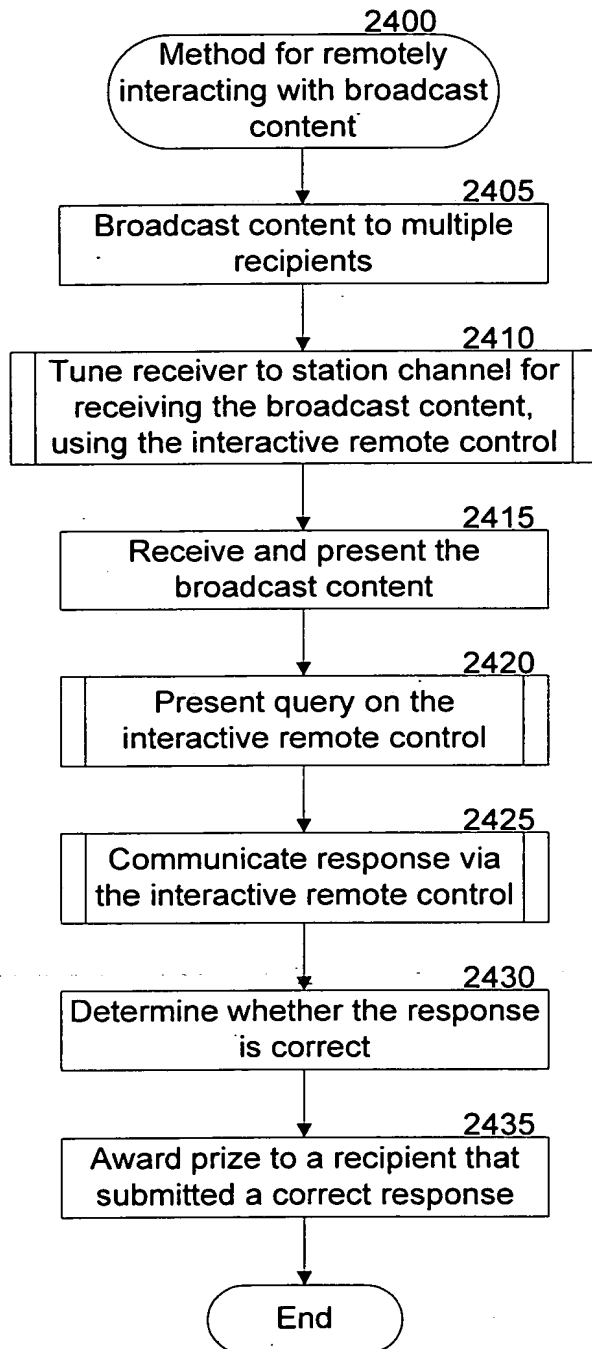 2400
Method for remotely
interacting with broadcast
content
2405
Broadcast content to multiple
recipients
2410
Tune receiver to station channel for
receiving the broadcast content,
using the interactive remote control
2415
Receive and present the
broadcast content
2420
Present query on the
interactive remote control
2425
Communicate response via
the interactive remote control
2430
Determine whether the response
is correct
2435
Award prize to a recipient that
submitted a correct response
End